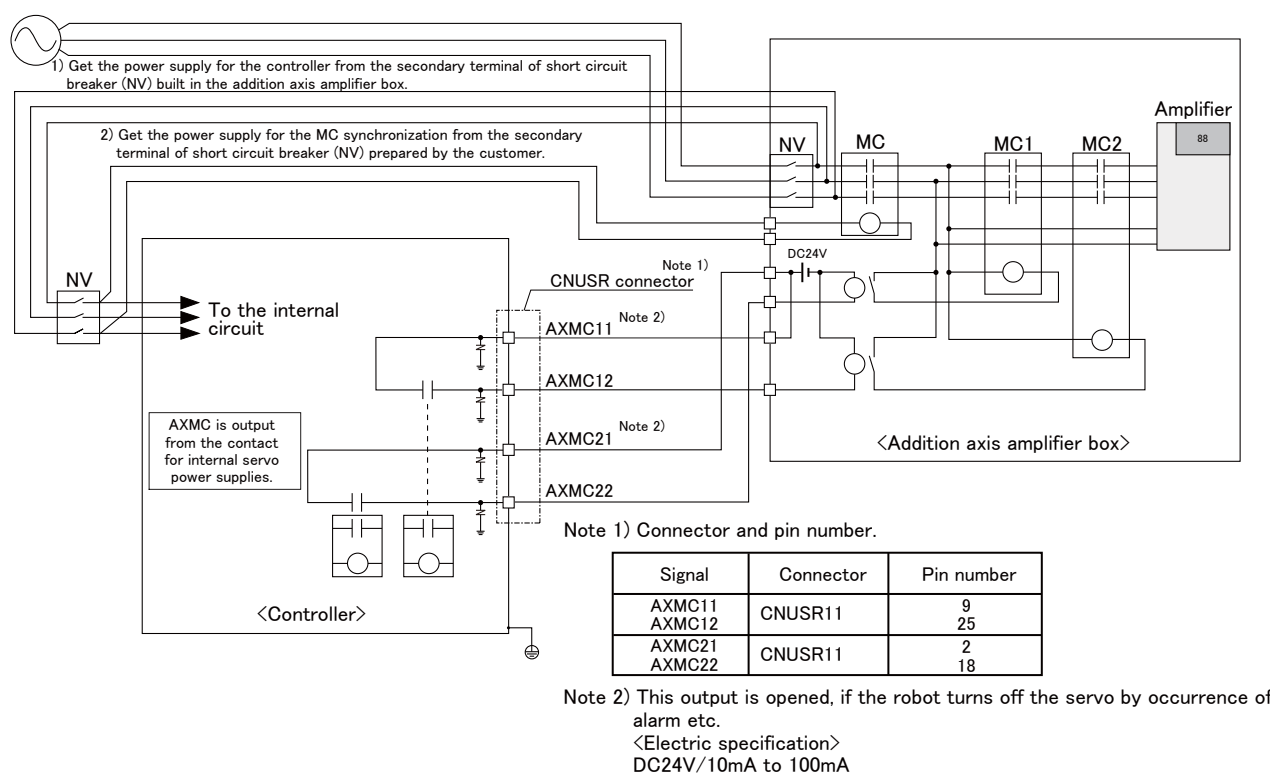 1) Get the power supply for the controller from the secondary terminal of short circuit
breaker (NV) built in the addition axis amplifier box.
2) Get the power supply for the MC synchronization from the secondary
terminal of short circuit breaker (NV) prepared by the customer.
Amplifier
88
NV
MC
MC1
MC2
DC24V
NV
To the internal
circuit
Note 1)
CNUSR connector
AXMC11 Note 2)
AXMC12
AXMC21 Note 2)
AXMC22
AXMC is output
from the contact
for internal servo
power supplies.
<Addition axis amplifier box>
<Controller>
Note 1) Connector and pin number.
Signal Connector Pin number
AXMC11 CNUSR11 9
AXMC12 25
AXMC21 CNUSR11 2
AXMC22 18
Note 2) This output is opened, if the robot turns off the servo by occurrence of
alarm etc.
<Electric specification>
DC24V/10mA to 100mA